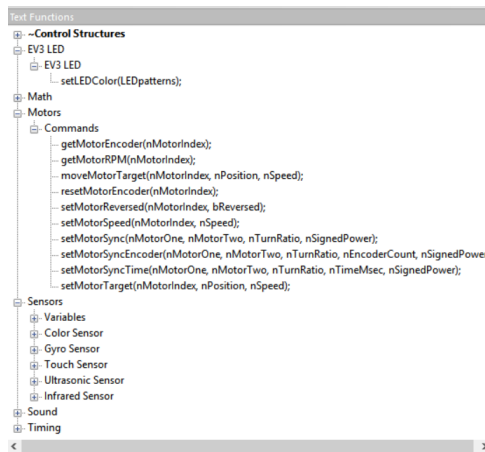 Text Functions
~Control Structures
EV3 LED
EV3 LED
setLEDColor(LEDpatterns);
Math
Motors
Commands
getMotorEncoder(nMotorIndex);
getMotorRPM(nMotorIndex);
moveMotorTarget(nMotorIndex, nPosition, nSpeed);
resetMotorEncoder(nMotorIndex);
setMotorReversed(nMotorIndex, bReversed);
setMotorSpeed(nMotorIndex, nSpeed);
setMotorSync(nMotorOne, nMotorTwo, nTurnRatio, nSignedPower);
setMotorSyncEncoder(nMotorOne, nMotorTwo, nTurnRatio, nEncoderCount, nSignedPowe
setMotorSyncTime(nMotorOne, nMotorTwo, nTurnRatio, nTimeMsec, nSignedPower);
setMotorTarget(nMotorIndex, nPosition, nSpeed);
Sensors
Variables
Color Sensor
Gyro Sensor
Touch Sensor
Ultrasonic Sensor
Infrared Sensor
Sound
Timing